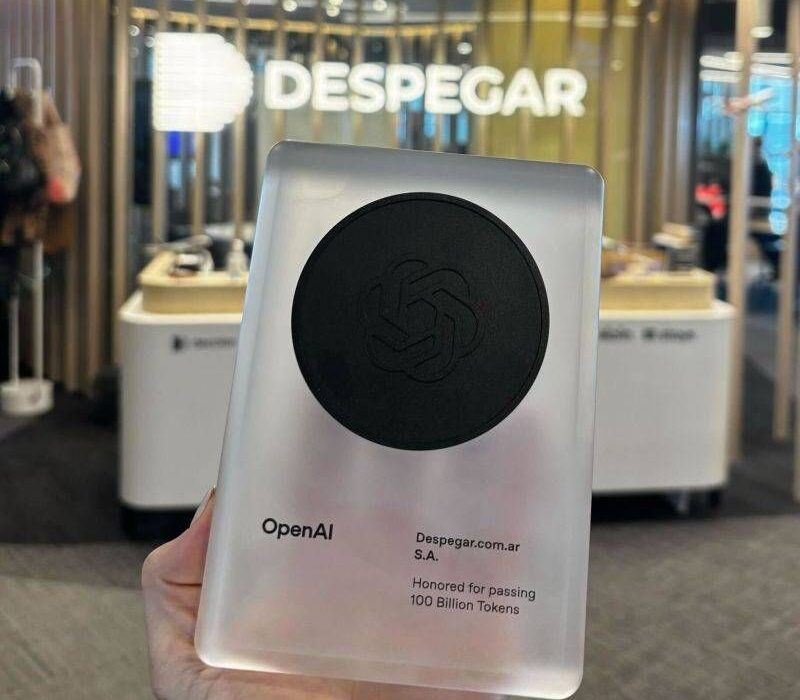 DESPEGAR
OpenAI
Despegar.com.ar
S.A.
Honored for passing
100 Billion Tokens